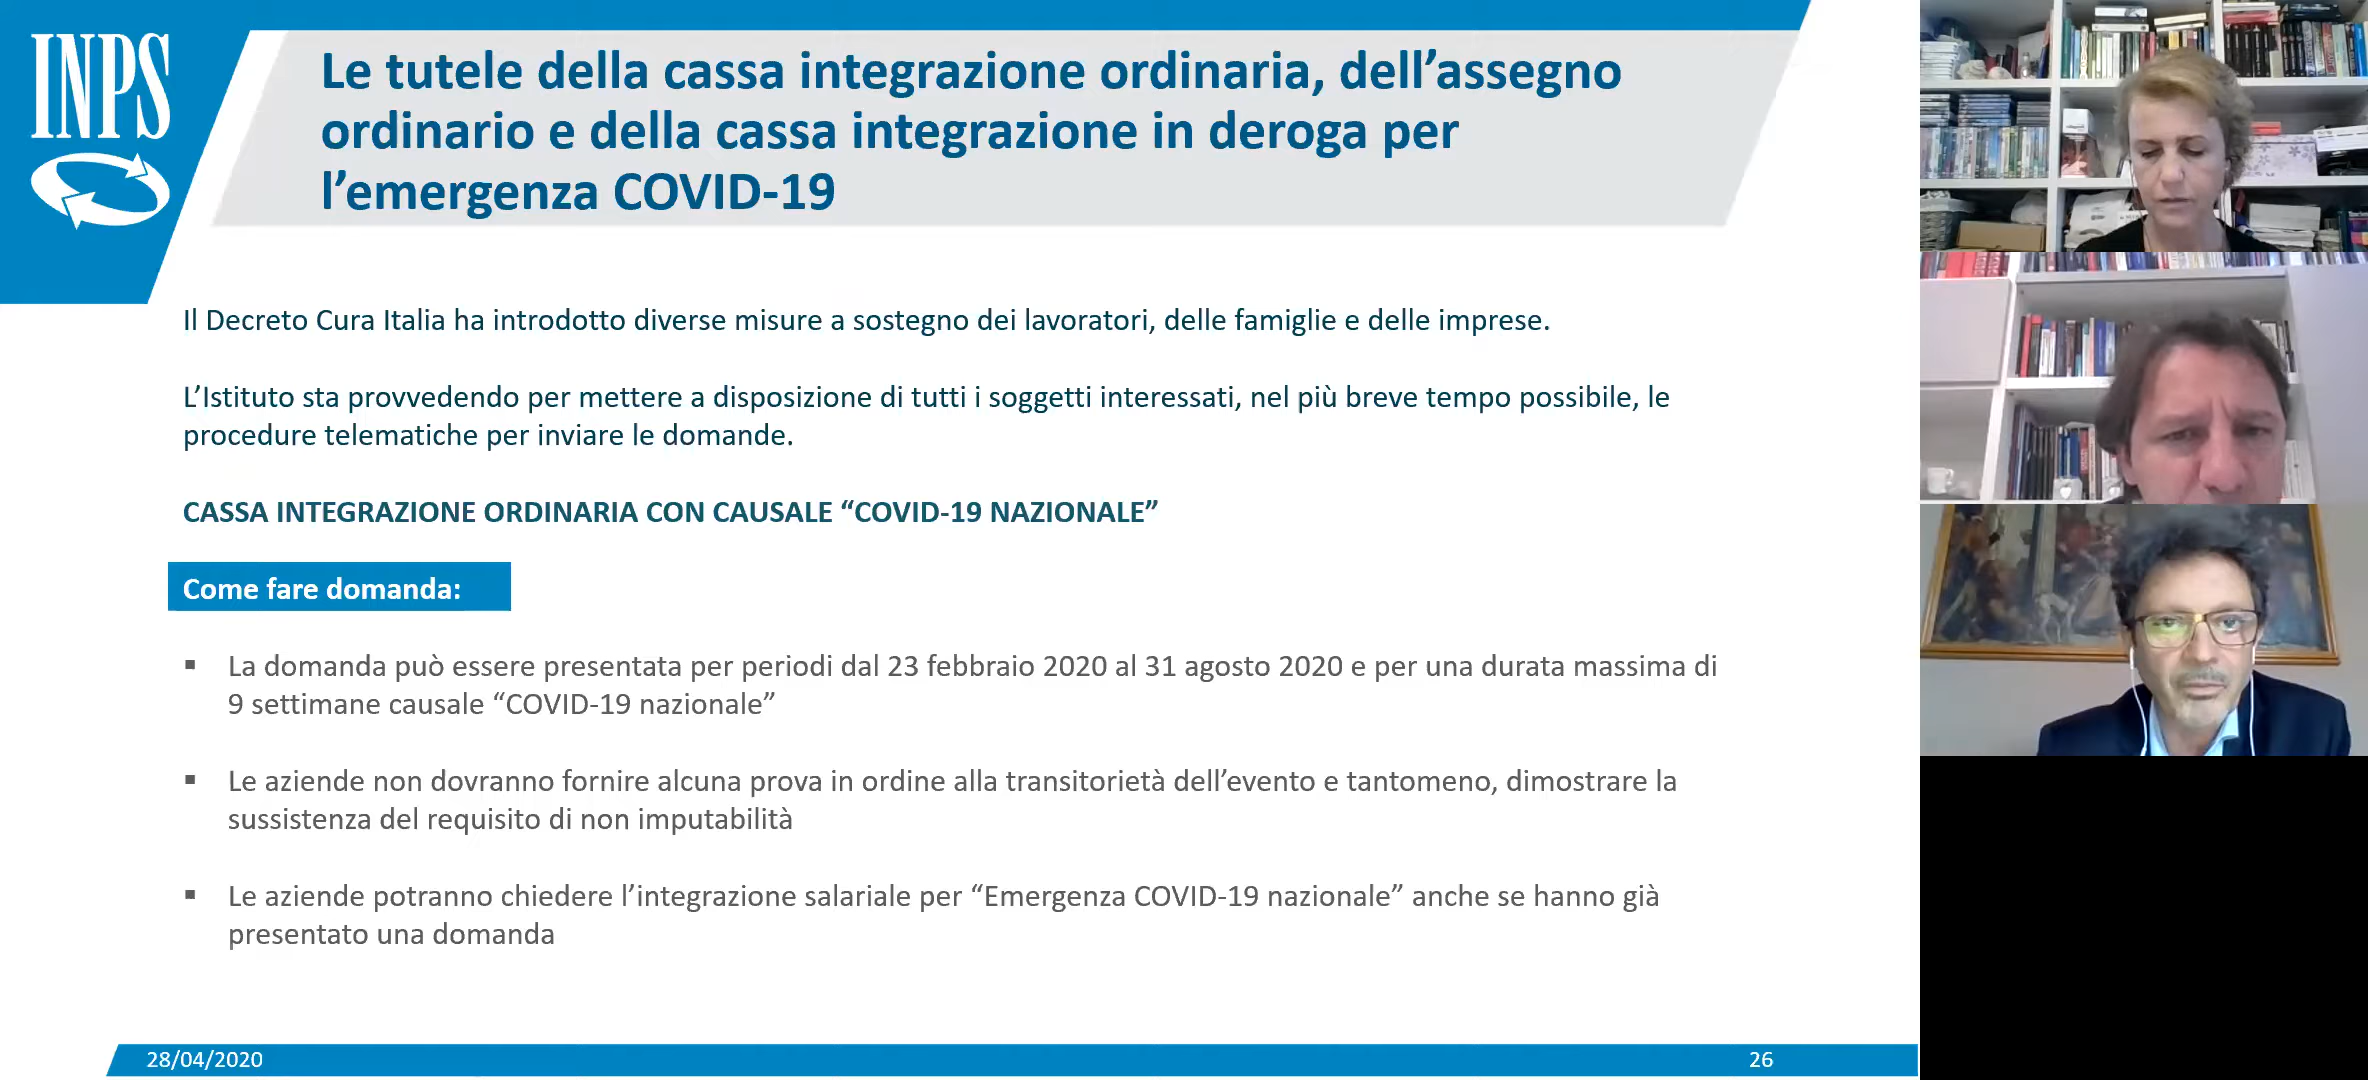 INPS
Le tutele della cassa integrazione ordinaria, dell’assegno
ordinario e della cassa integrazione in deroga per
l’emergenza COVID-19
Il Decreto Cura Italia ha introdotto diverse misure a sostegno dei lavoratori, delle famiglie e delle imprese.
L’Istituto sta provvedendo per mettere a disposizione di tutti i soggetti interessati, nel più breve tempo possibile, le
procedure telematiche per inviare le domande.
CASSA INTEGRAZIONE ORDINARIA CON CAUSALE “COVID-19 NAZIONALE”
Come fare domanda:
▪ La domanda può essere presentata per periodi dal 23 febbraio 2020 al 31 agosto 2020 e per una durata massima di
9 settimane causale “COVID-19 nazionale”
▪ Le aziende non dovranno fornire alcuna prova in ordine alla transitorietà dell’evento e tantomeno, dimostrare la
sussistenza del requisito di non imputabilità
▪ Le aziende potranno chiedere l’integrazione salariale per “Emergenza COVID-19 nazionale” anche se hanno già
presentato una domanda
28/04/2020
26